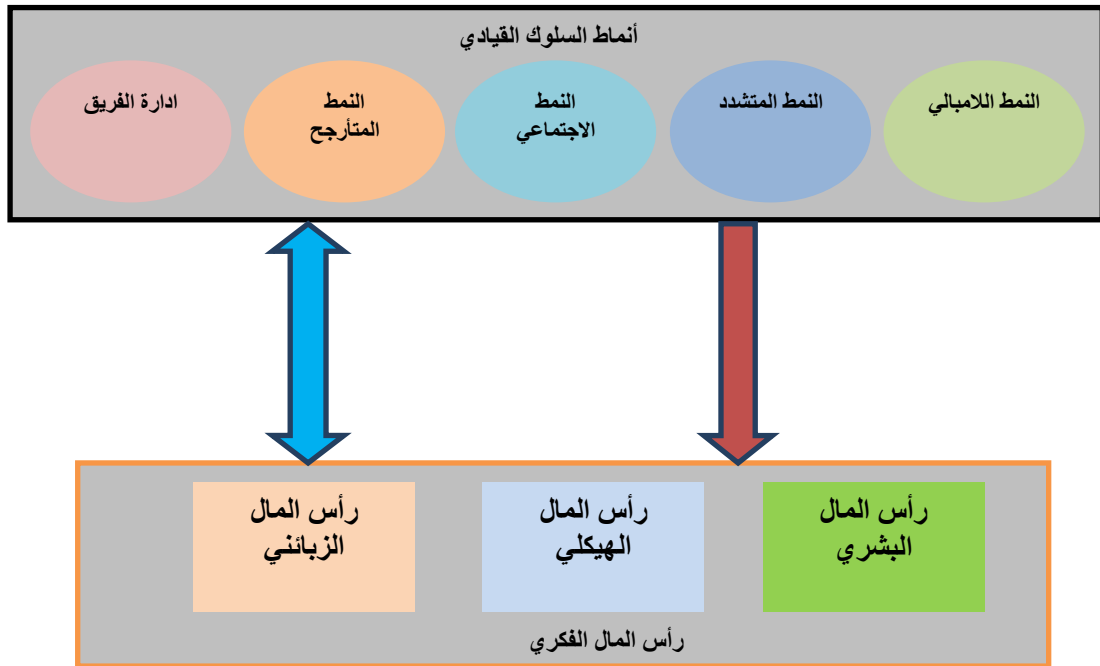 أنماط السلوك القيادي
النمط اللامبالي
النمط المتشدد
النمط
الاجتماعي
النمط
المتأرجح
ادارة الفريق
رأس المال
البشري
رأس المال
الهيكلي
رأس المال
الزبائني
رأس المال الفكري